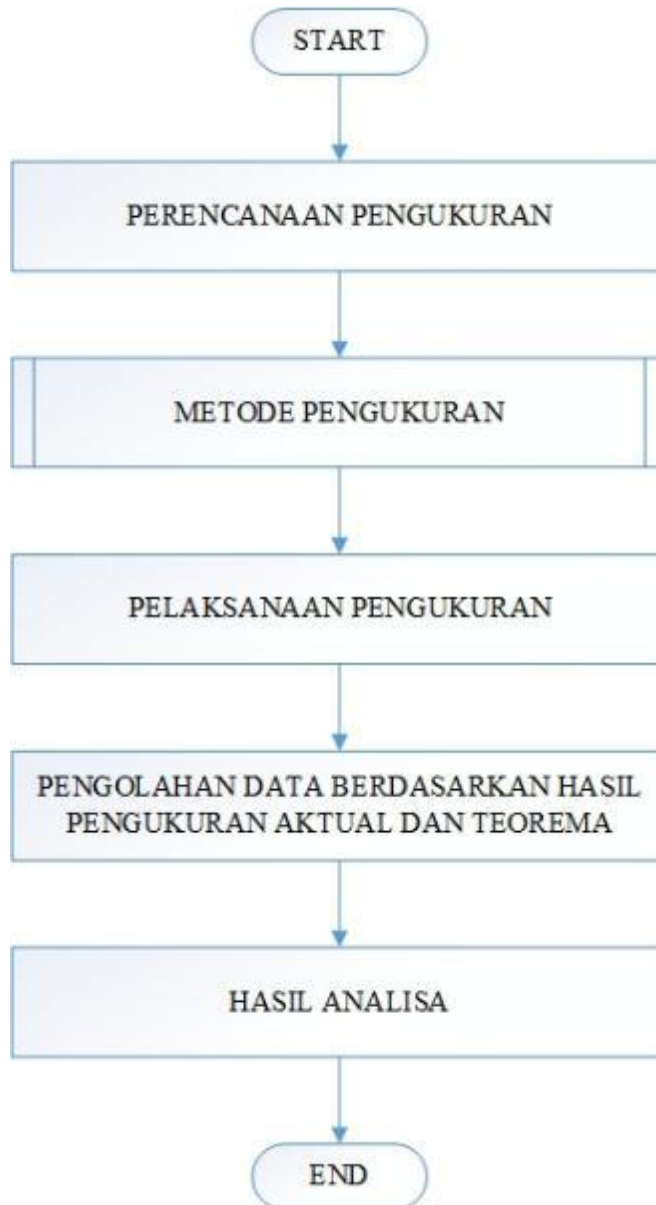 START
PERENCANAAN PENGUKURAN
METODE PENGUKURAN
PELAKSANAAN PENGUKURAN
PENGOLAHAN DATA BERDASARKAN HASIL
PENGUKURAN AKTUAL DAN TEOREMA
HASIL ANALISA
END